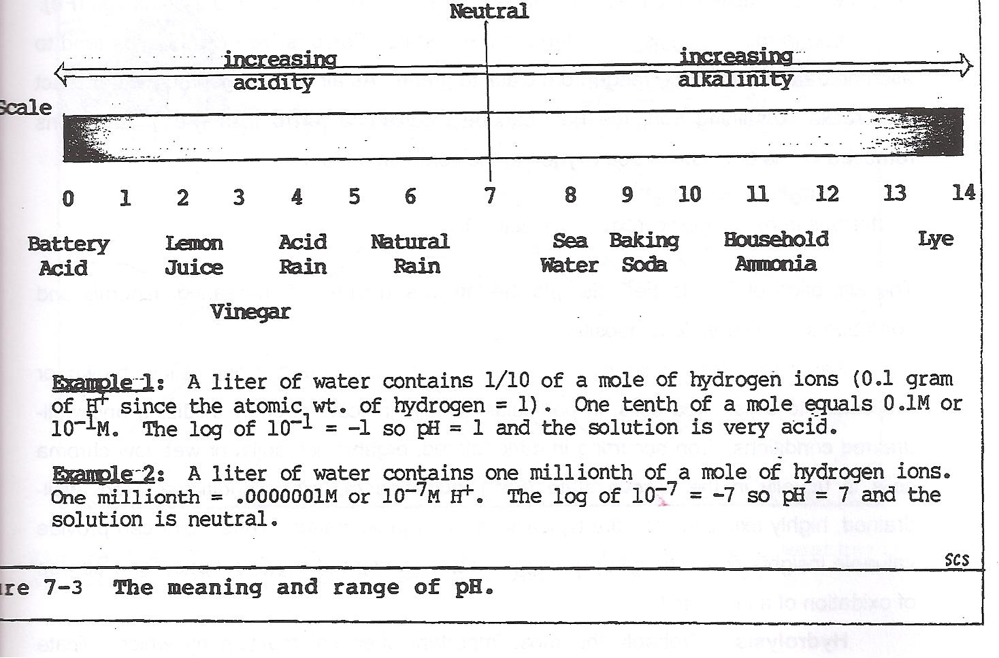 Neutral
increasing increasing
acidity alkalinity
Scale
0 1 2 3 4 5 6 7 8 9 10 11 12 13 14
Battery Lemon Acid Natural Sea Baking Household Lye
Acid Juice Rain Rain Water Soda Ammonia
Vinegar
Example 1: A liter of water contains 1/10 of a mole of hydrogen ions (0.1 gram
of H⁺ since the atomic wt. of hydrogen = 1). One tenth of a mole equals 0.1M or
10⁻¹M. The log of 10⁻¹ = -1 so pH = 1 and the solution is very acid.
Example 2: A liter of water contains one millionth of a mole of hydrogen ions.
One millionth = .0000001M or 10⁻⁷M H⁺. The log of 10⁻⁷ = -7 so pH = 7 and the
solution is neutral.
SCS
re 7-3 The meaning and range of pH.